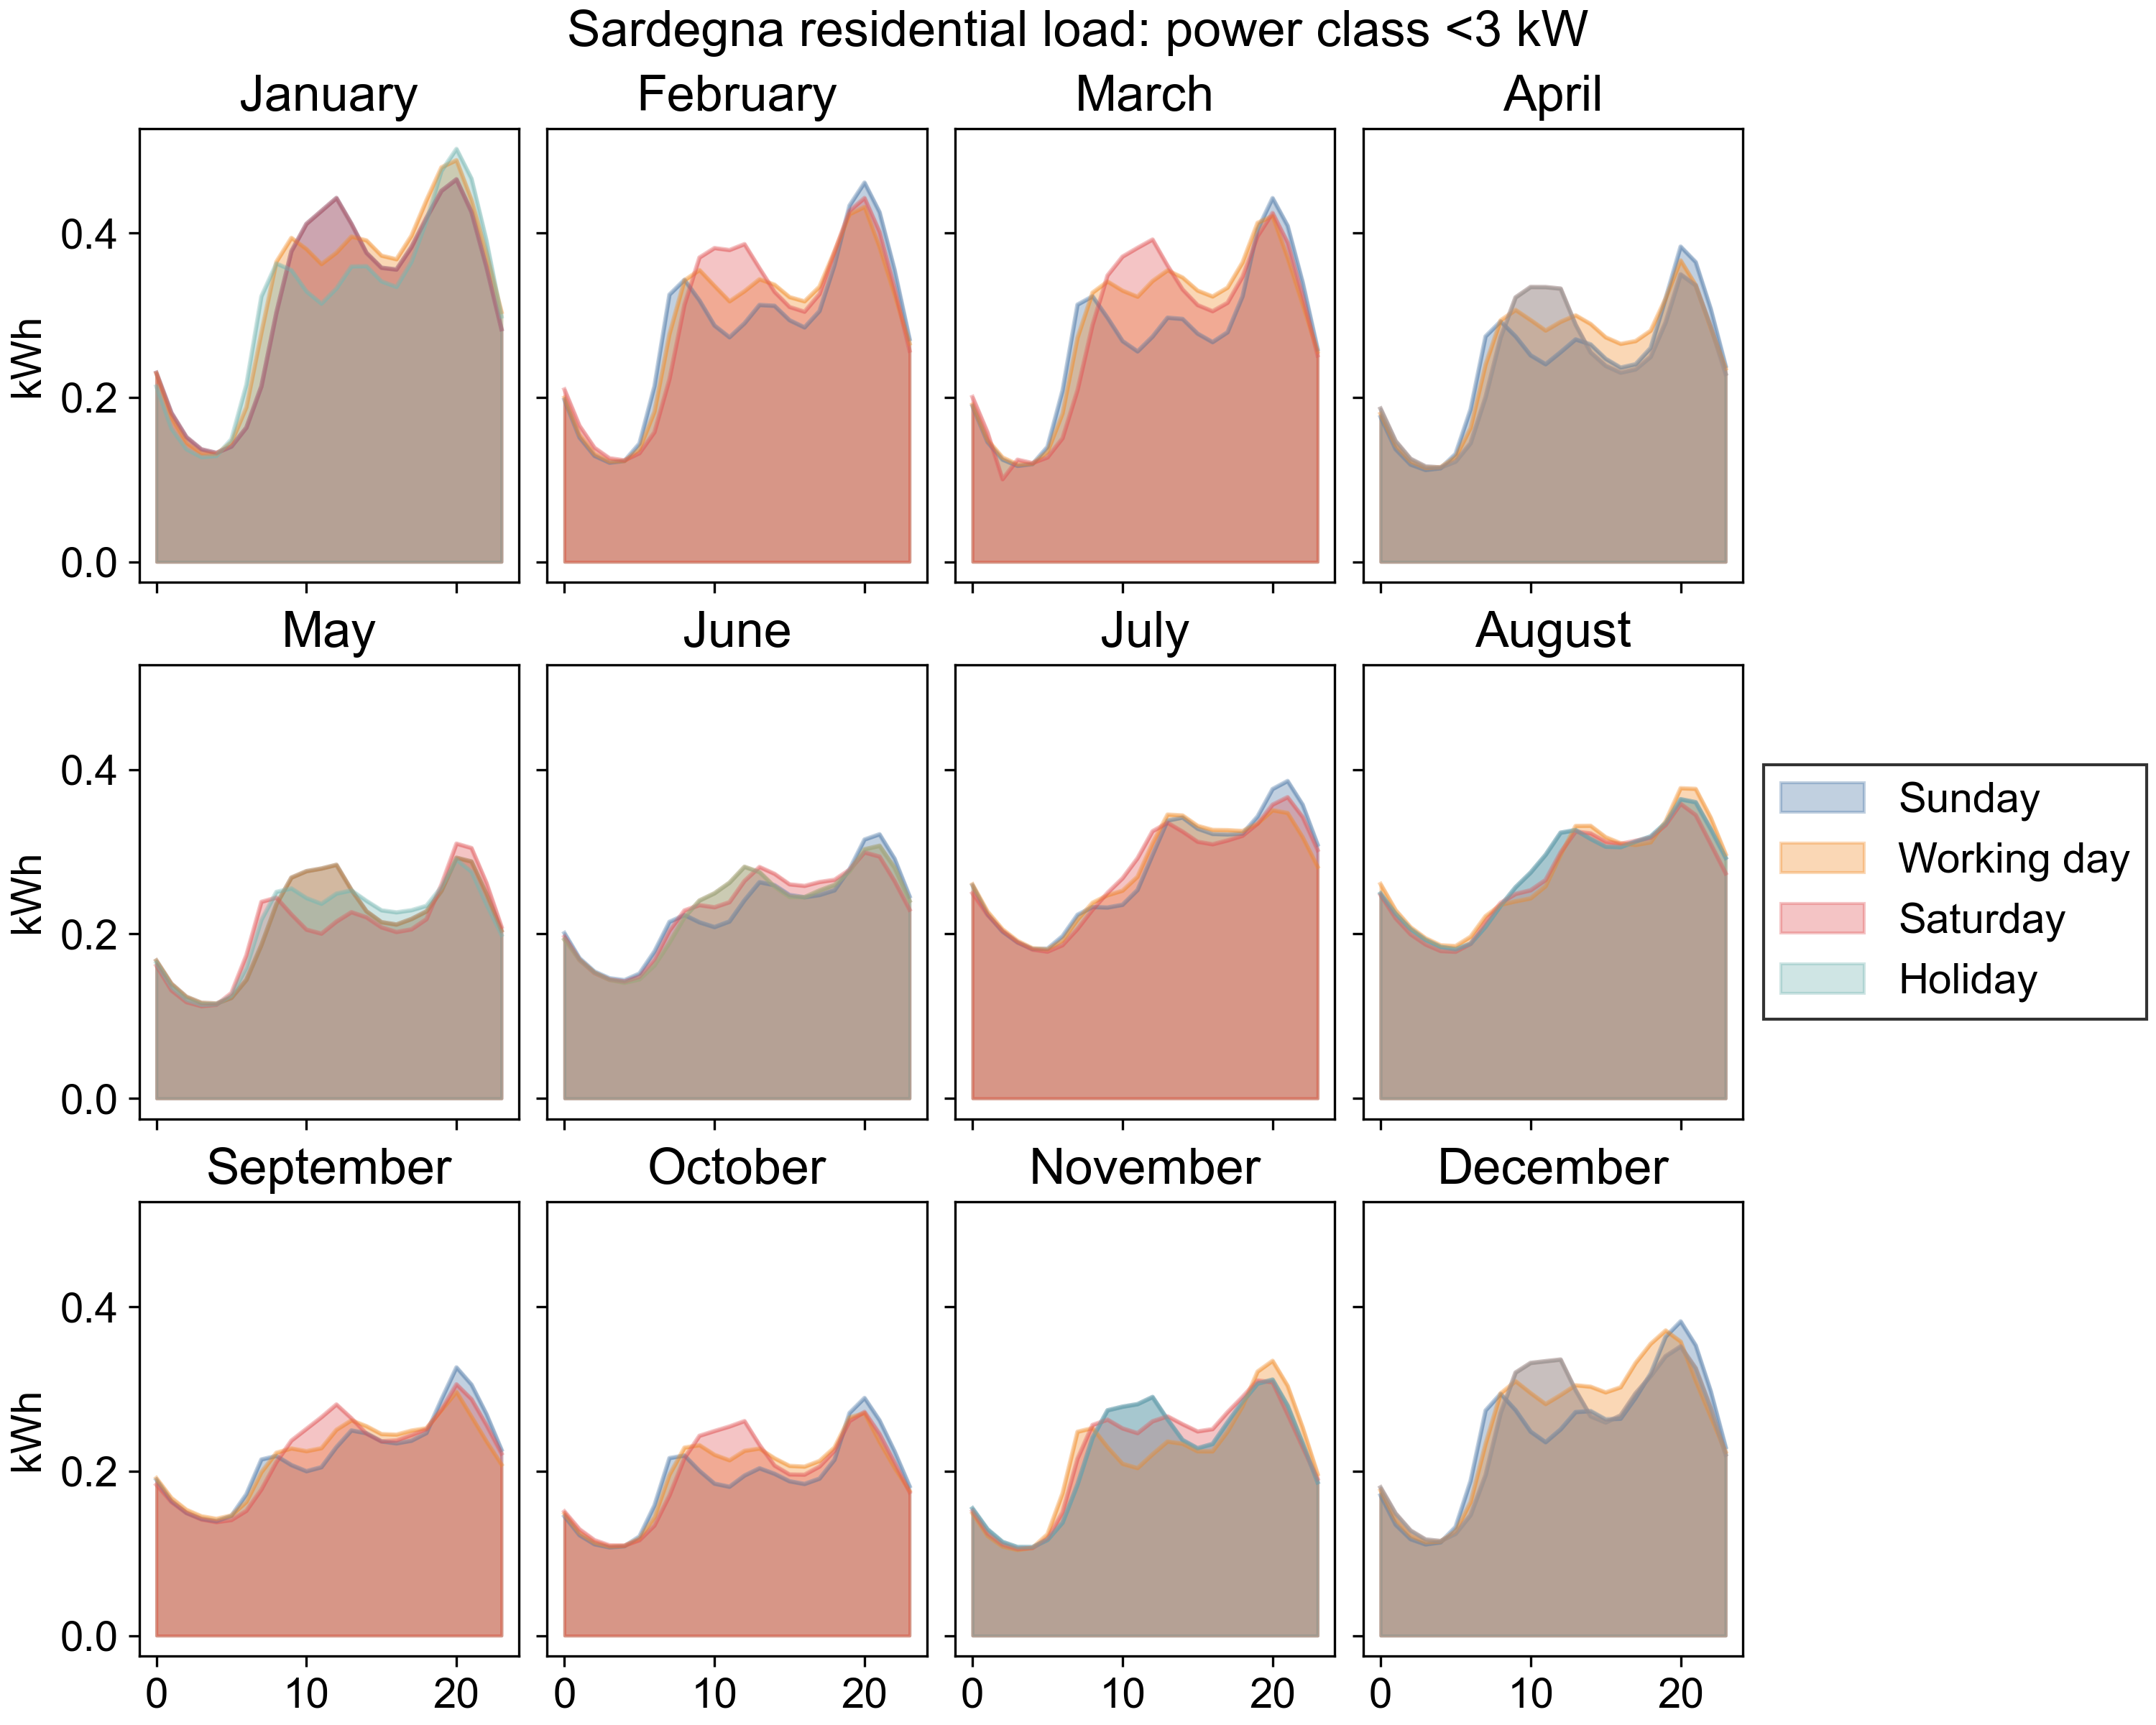 Sardegna residential load: power class <3 kW
January
February
March
April
kWh
0.4
0.2
0.0
May
June
July
August
kWh
0.4
0.2
0.0
Sunday
Working day
Saturday
Holiday
September
October
November
December
kWh
0.4
0.2
0.0
0 10 20
0 10 20
0 10 20
0 10 20